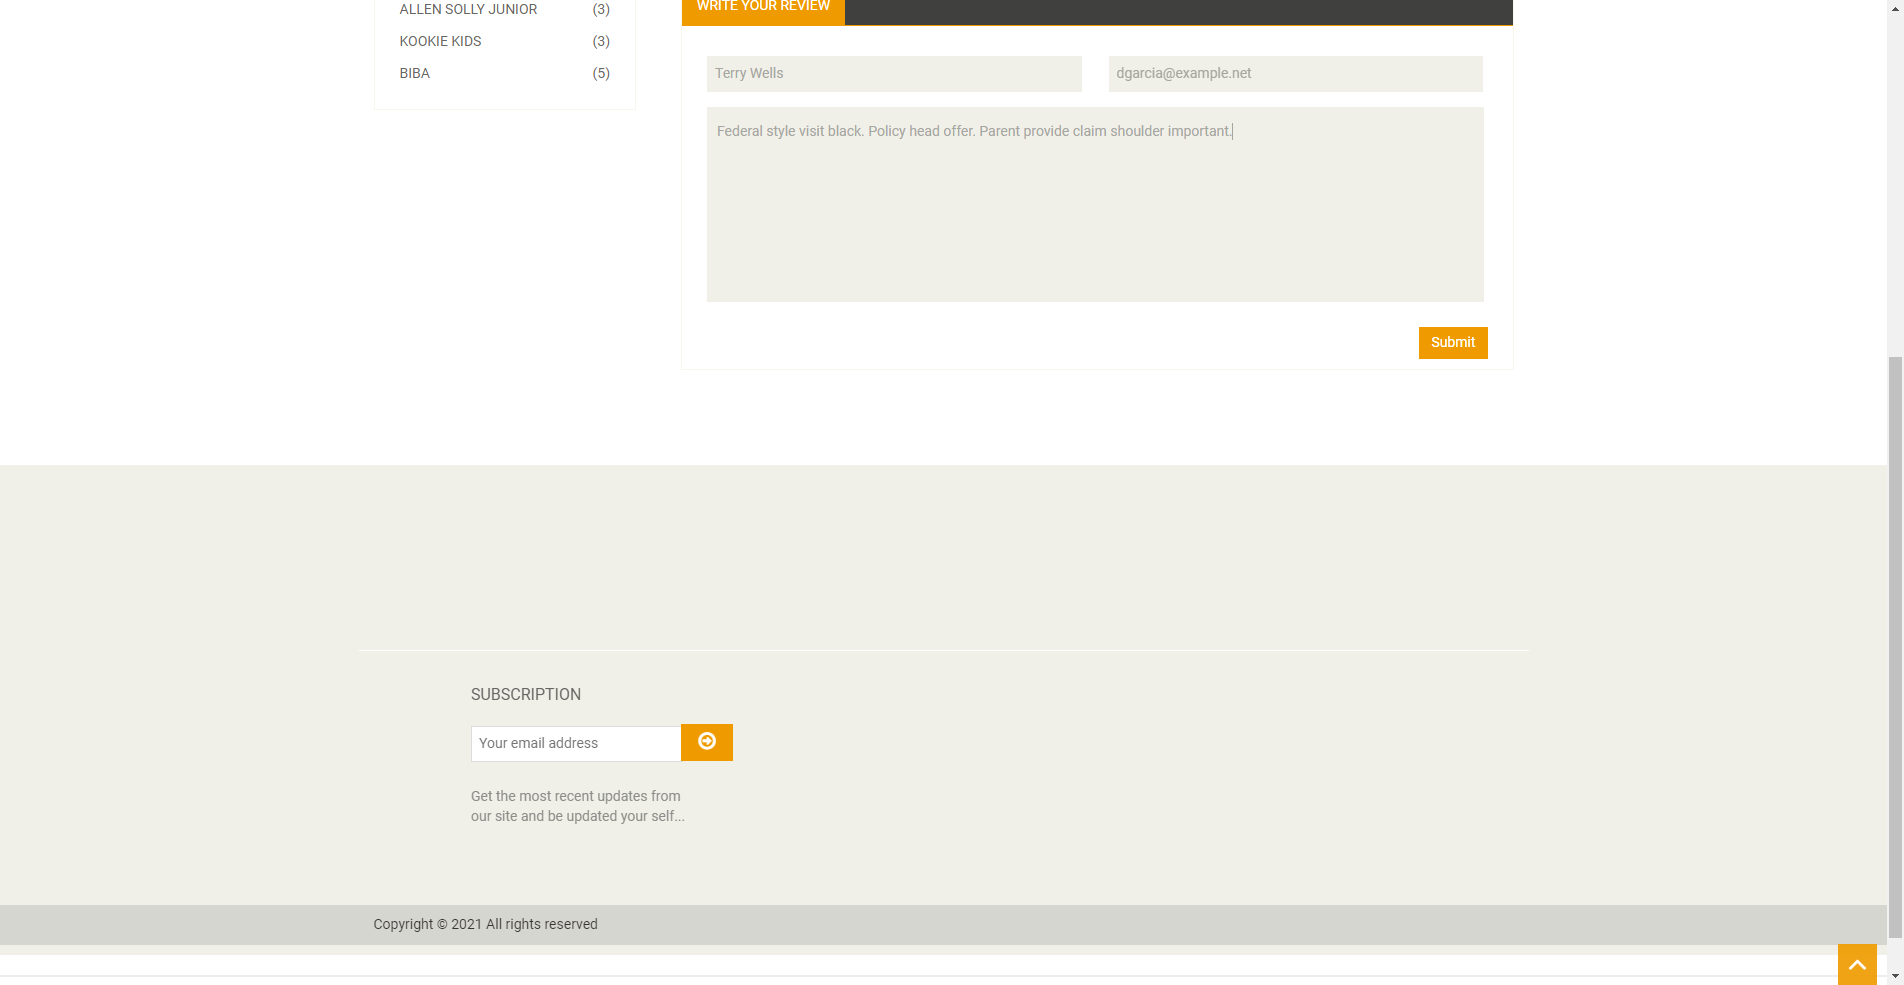 ALLEN SOLLY JUNIOR (3)
KOOKIE KIDS (3)
BIBA (5)
WRITE YOUR REVIEW
Terry Wells
dgarcia@example.net
Federal style visit black. Policy head offer. Parent provide claim shoulder important.
Submit
SUBSCRIPTION
Your email address
Get the most recent updates from
our site and be updated your self...
Copyright © 2021 All rights reserved